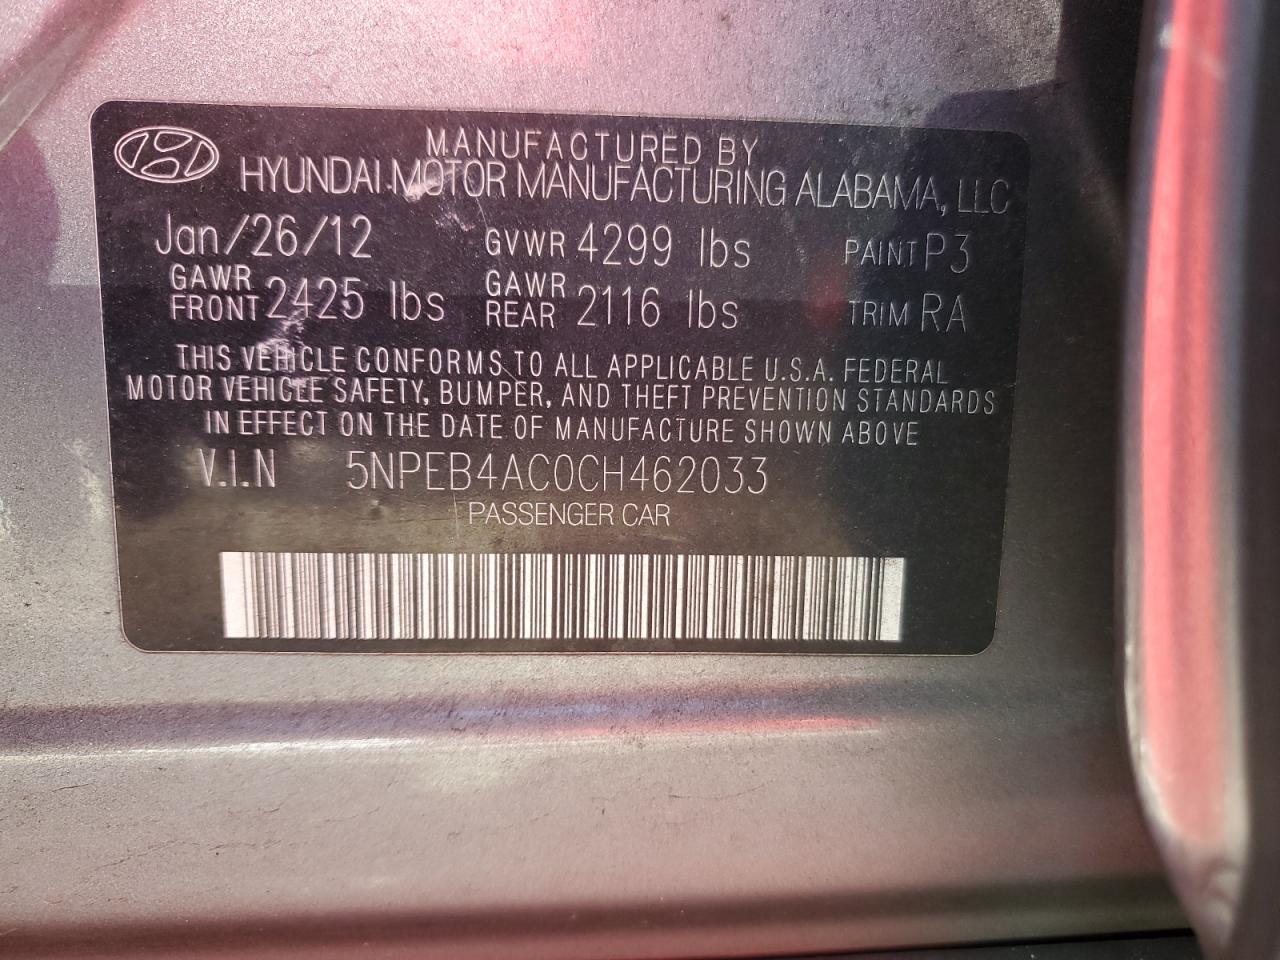 MANUFACTURED BY
HYUNDAI MOTOR MANUFACTURING ALABAMA, LLC
Jan/26/12 GVWR 4299 lbs PAINT P3
GAWR FRONT 2425 lbs GAWR REAR 2116 lbs TRIM RA
THIS VEHICLE CONFORMS TO ALL APPLICABLE U.S.A. FEDERAL
MOTOR VEHICLE SAFETY, BUMPER, AND THEFT PREVENTION STANDARDS
IN EFFECT ON THE DATE OF MANUFACTURE SHOWN ABOVE
V.I.N 5NPEB4AC0CH462033
PASSENGER CAR